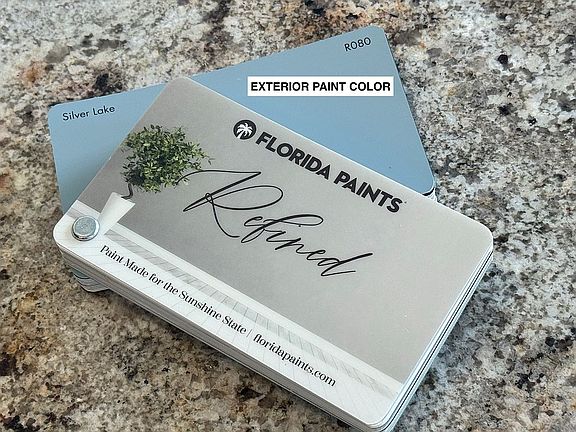 R080
EXTERIOR PAINT COLOR
Silver Lake
FLORIDA PAINTS
Refined
Paint Made for the Sunshine State | floridapaints.com